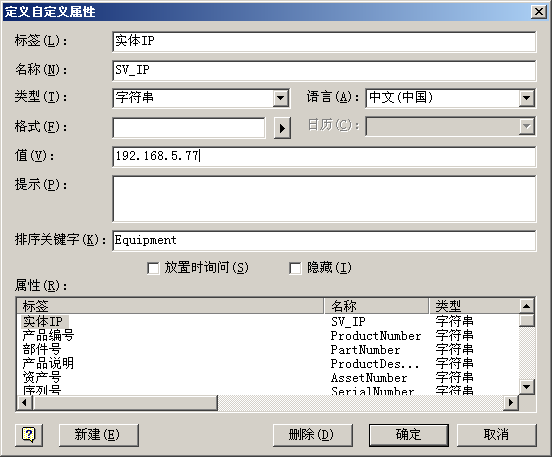 定义自定义属性
标签(L): 实体IP
名称(N): SV_IP
类型(T): 字符串 语言(A): 中文(中国)
格式(F): 日历(C):
值(V): 192.168.5.77
提示(P):
排序关键字(K): Equipment
放置时询问(S) 隐藏(I)
属性(R):
标签 名称 类型
实体IP SV_IP 字符串
产品编号 ProductNumber 字符串
部件号 PartNumber 字符串
产品说明 ProductDes... 字符串
资产号 AssetNumber 字符串
序列号 SerialNumber 字符串
新建(E) 删除(D) 确定 取消